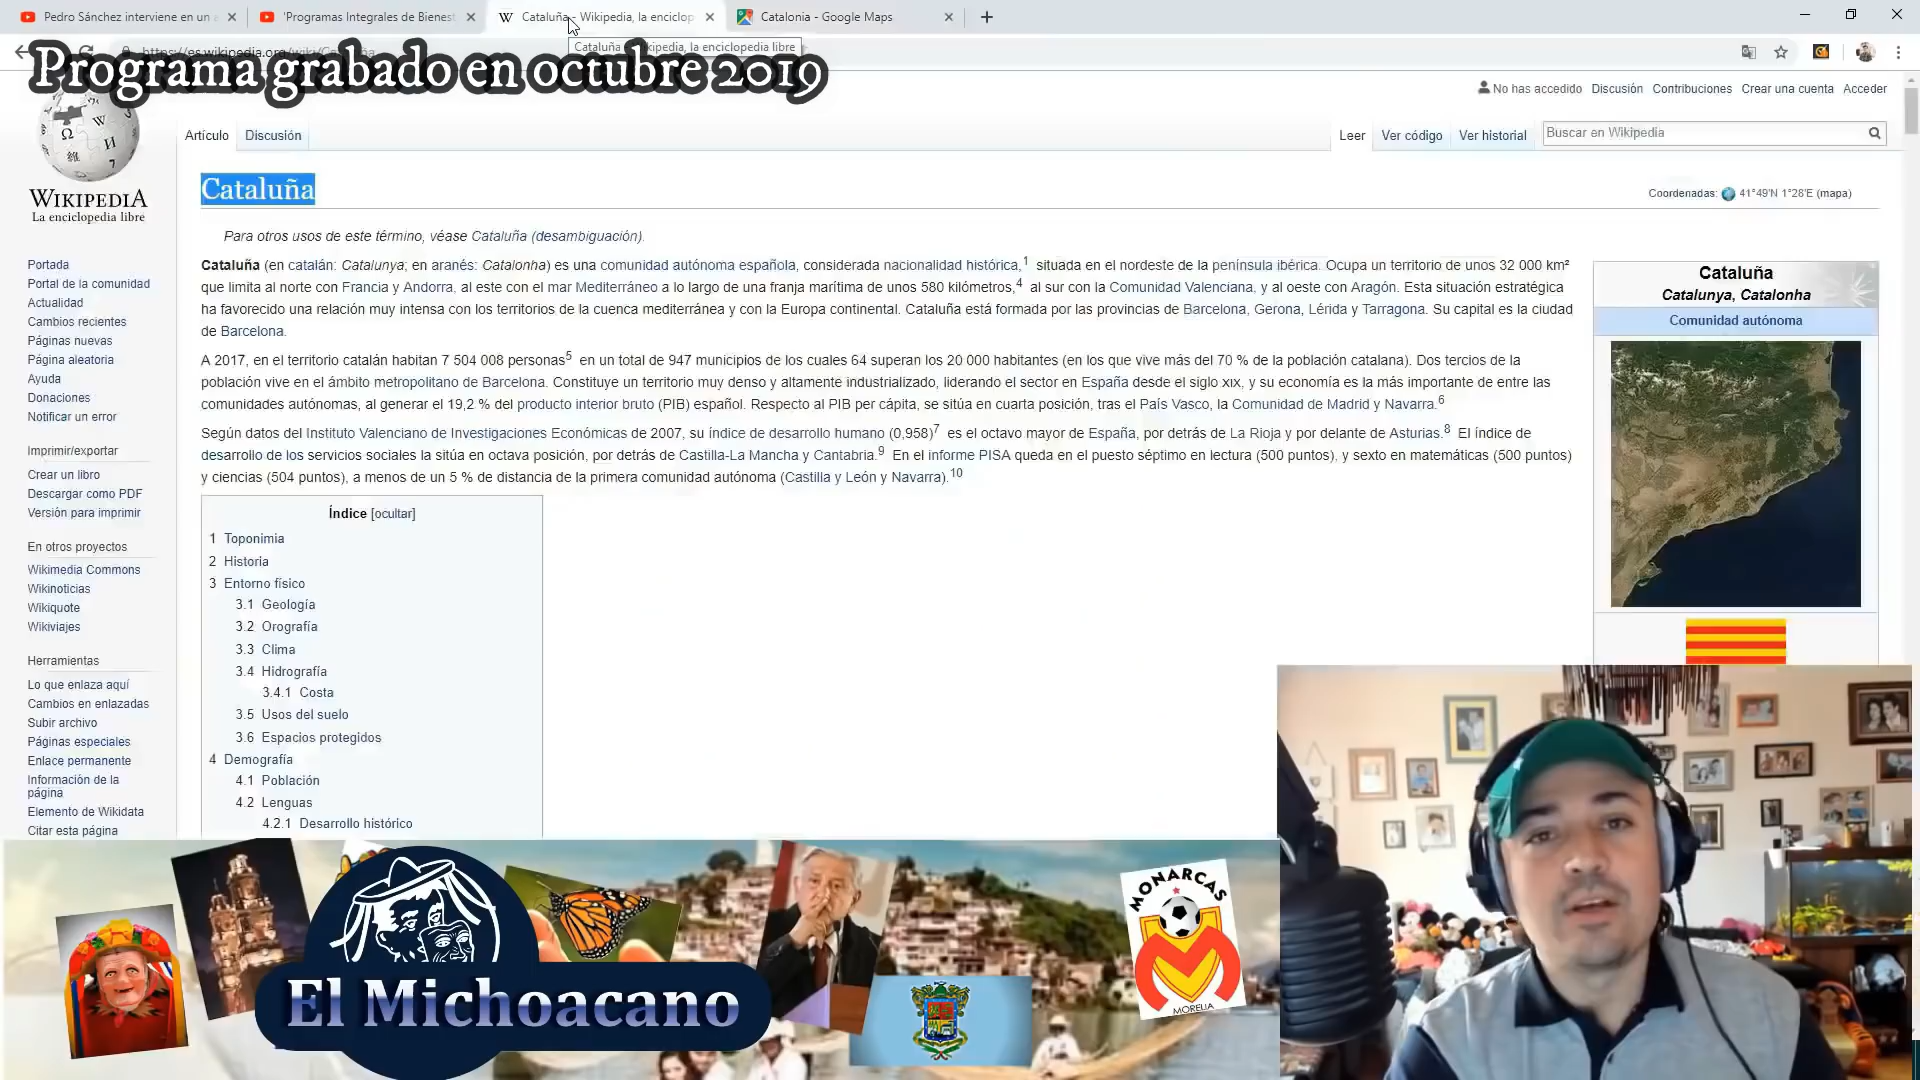 Pedro Sánchez interviene en un a
'Programas Integrales de Bienest
Cataluña - Wikipedia, la enciclop
Catalonia - Google Maps
Cataluña - Wikipedia, la enciclopedia libre
Programa grabado en octubre 2019
No has accedido Discusión Contribuciones Crear una cuenta Acceder
Artículo Discusión
Leer Ver código Ver historial
Buscar en Wikipedia
WIKIPEDIA
La enciclopedia libre
Portada
Portal de la comunidad
Actualidad
Cambios recientes
Páginas nuevas
Página aleatoria
Ayuda
Donaciones
Notificar un error
Imprimir/exportar
Crear un libro
Descargar como PDF
Versión para imprimir
En otros proyectos
Wikimedia Commons
Wikinoticias
Wikiquote
Wikiviajes
Herramientas
Lo que enlaza aquí
Cambios en enlazadas
Subir archivo
Páginas especiales
Enlace permanente
Información de la
página
Elemento de Wikidata
Citar esta página
Cataluña
Coordenadas: 41°49′N 1°28′E (mapa)
Para otros usos de este término, véase Cataluña (desambiguación).
Cataluña (en catalán: Catalunya; en aranés: Catalonha) es una comunidad autónoma española, considerada nacionalidad histórica,1 situada en el nordeste de la península ibérica. Ocupa un territorio de unos 32 000 km²
que limita al norte con Francia y Andorra, al este con el mar Mediterráneo a lo largo de una franja marítima de unos 580 kilómetros,4 al sur con la Comunidad Valenciana, y al oeste con Aragón. Esta situación estratégica
ha favorecido una relación muy intensa con los territorios de la cuenca mediterránea y con la Europa continental. Cataluña está formada por las provincias de Barcelona, Gerona, Lérida y Tarragona. Su capital es la ciudad
de Barcelona.
A 2017, en el territorio catalán habitan 7 504 008 personas5 en un total de 947 municipios de los cuales 64 superan los 20 000 habitantes (en los que vive más del 70 % de la población catalana). Dos tercios de la
población vive en el ámbito metropolitano de Barcelona. Constituye un territorio muy denso y altamente industrializado, liderando el sector en España desde el siglo XIX, y su economía es la más importante de entre las
comunidades autónomas, al generar el 19,2 % del producto interior bruto (PIB) español. Respecto al PIB per cápita, se sitúa en cuarta posición, tras el País Vasco, la Comunidad de Madrid y Navarra.6
Según datos del Instituto Valenciano de Investigaciones Económicas de 2007, su índice de desarrollo humano (0,958)7 es el octavo mayor de España, por detrás de La Rioja y por delante de Asturias.8 El índice de
desarrollo de los servicios sociales la sitúa en octava posición, por detrás de Castilla-La Mancha y Cantabria.9 En el informe PISA queda en el puesto séptimo en lectura (500 puntos), y sexto en matemáticas (500 puntos)
y ciencias (504 puntos), a menos de un 5 % de distancia de la primera comunidad autónoma (Castilla y León y Navarra).10
Índice [ocultar]
1 Toponimia
2 Historia
3 Entorno físico
3.1 Geología
3.2 Orografía
3.3 Clima
3.4 Hidrografía
3.4.1 Costa
3.5 Usos del suelo
3.6 Espacios protegidos
4 Demografía
4.1 Población
4.2 Lenguas
4.2.1 Desarrollo histórico
Cataluña
Catalunya, Catalonha
Comunidad autónoma
El Michoacano
MONARCAS
MORELIA